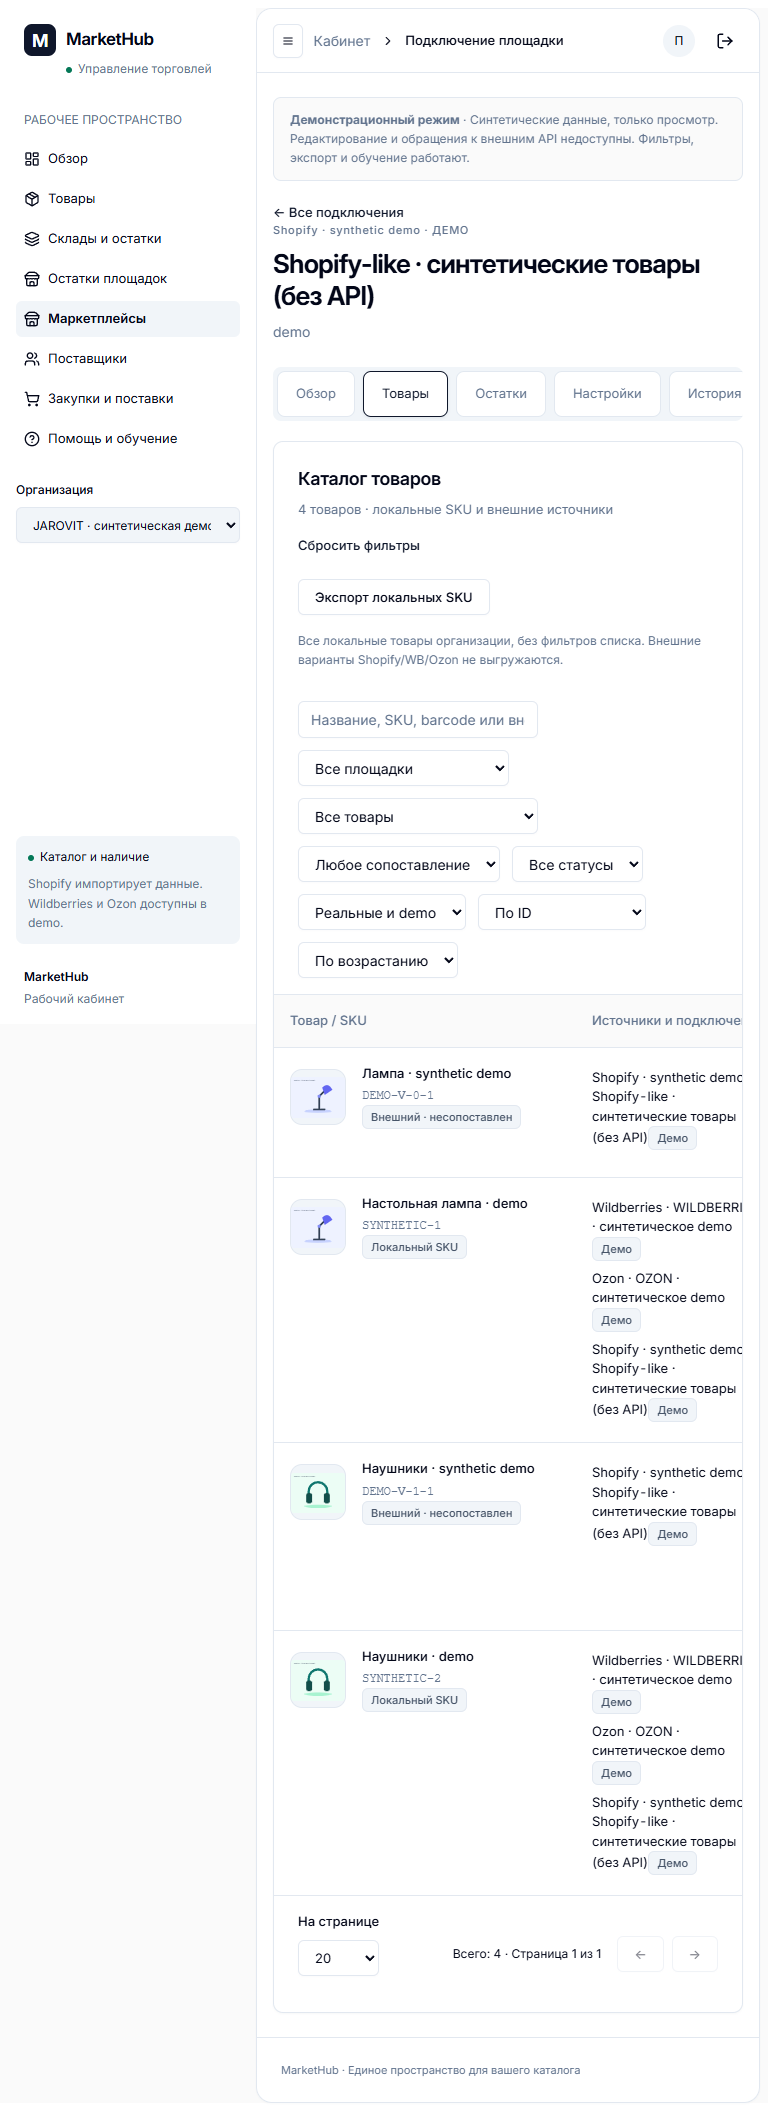 M MarketHub
Управление торговлей
РАБОЧЕЕ ПРОСТРАНСТВО
Обзор
Товары
Склады и остатки
Остатки площадок
Маркетплейсы
Поставщики
Закупки и поставки
Помощь и обучение
Организация
JAROVIT · синтетическая
Каталог и наличие
Shopify импортирует данные.
Wildberries и Ozon доступны в
demo.
MarketHub
Рабочий кабинет
Кабинет
Подключение площадки
П
Демонстрационный режим · Синтетические данные, только просмотр.
Редактирование и обращения к внешним API недоступны. Фильтры,
экспорт и обучение работают.
← Все подключения
Shopify · synthetic demo · ДЕМО
Shopify-like · синтетические товары
(без API)
demo
Обзор
Товары
Остатки
Настройки
История
Каталог товаров
4 товаров · локальные SKU и внешние источники
Сбросить фильтры
Экспорт локальных SKU
Все локальные товары организации, без фильтров списка. Внешние
варианты Shopify/WB/Ozon не выгружаются.
Название, SKU, barcode или вн
Все площадки
Все товары
Любое сопоставление
Все статусы
Реальные и demo
По ID
По возрастанию
Товар / SKU
Источники и подключе
Лампа · synthetic demo
DEMO-V-0-1
Внешний · несопоставлен
Shopify · synthetic demo
Shopify-like ·
синтетические товары
(без API) Демо
Настольная лампа · demo
SYNTHETIC-1
Локальный SKU
Wildberries · WILDBERRI
· синтетическое demo
Демо
Ozon · OZON ·
синтетическое demo
Демо
Shopify · synthetic demo
Shopify-like ·
синтетические товары
(без API) Демо
Наушники · synthetic demo
DEMO-V-1-1
Внешний · несопоставлен
Shopify · synthetic demo
Shopify-like ·
синтетические товары
(без API) Демо
Наушники · demo
SYNTHETIC-2
Локальный SKU
Wildberries · WILDBERRI
· синтетическое demo
Демо
Ozon · OZON ·
синтетическое demo
Демо
Shopify · synthetic demo
Shopify-like ·
синтетические товары
(без API) Демо
На странице
20
Всего: 4 · Страница 1 из 1
←
→
MarketHub · Единое пространство для вашего каталога